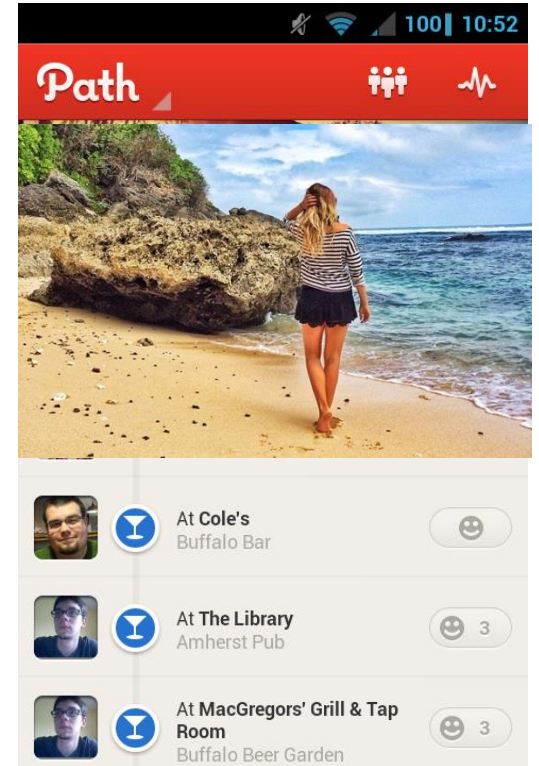 100 10:52
Path
At Cole's
Buffalo Bar
At The Library
Amherst Pub
3
At MacGregors' Grill & Tap
Room
Buffalo Beer Garden
3